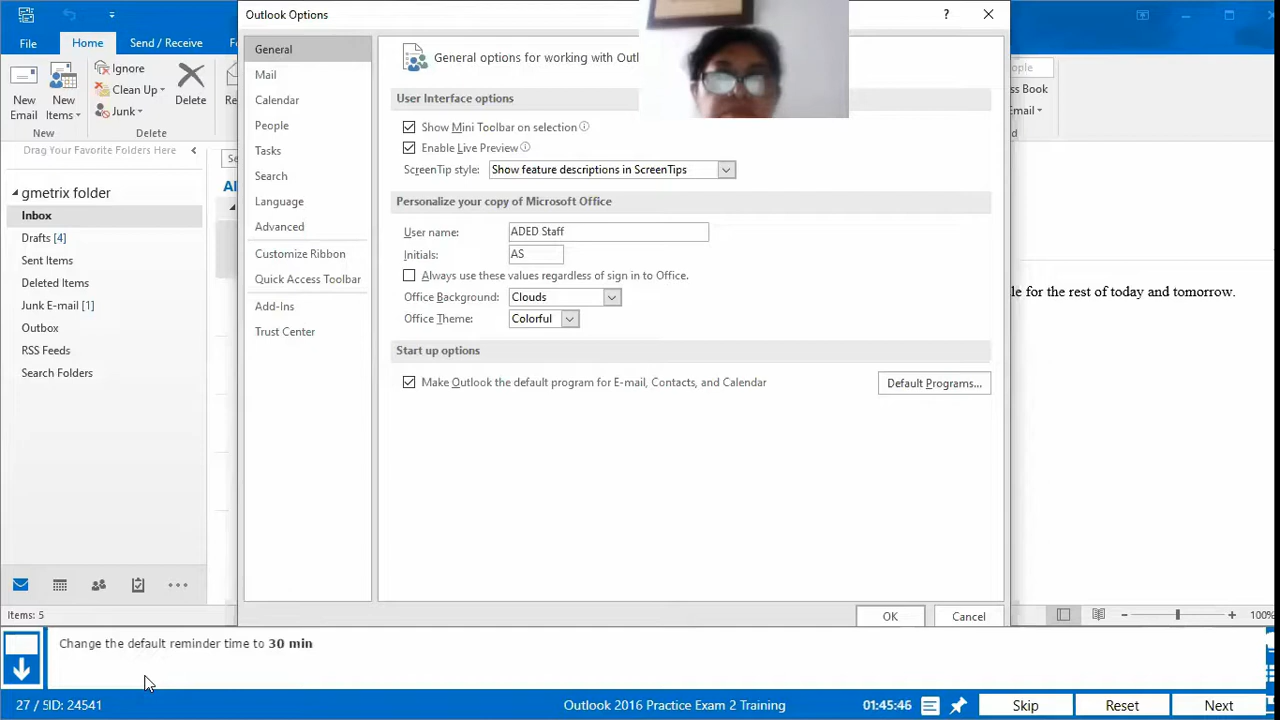 Outlook Options
?
File
Home
Send / Receive
New
Email
New
Items
Ignore
Clean Up
Junk
Delete
New
Delete
Drag Your Favorite Folders Here
gmetrix folder
Inbox
Drafts [4]
Sent Items
Deleted Items
Junk E-mail [1]
Outbox
RSS Feeds
Search Folders
Items: 5
General
Mail
Calendar
People
Tasks
Search
Language
Advanced
Customize Ribbon
Quick Access Toolbar
Add-Ins
Trust Center
General options for working with Outl
User Interface options
Show Mini Toolbar on selection
Enable Live Preview
ScreenTip style: Show feature descriptions in ScreenTips
Personalize your copy of Microsoft Office
User name: ADED Staff
Initials: AS
Always use these values regardless of sign in to Office.
Office Background: Clouds
Office Theme: Colorful
Start up options
Make Outlook the default program for E-mail, Contacts, and Calendar
Default Programs...
OK
Cancel
ople
ss Book
mail
le for the rest of today and tomorrow.
100%
Change the default reminder time to 30 min
27 / 5ID: 24541
Outlook 2016 Practice Exam 2 Training
01:45:46
Skip
Reset
Next